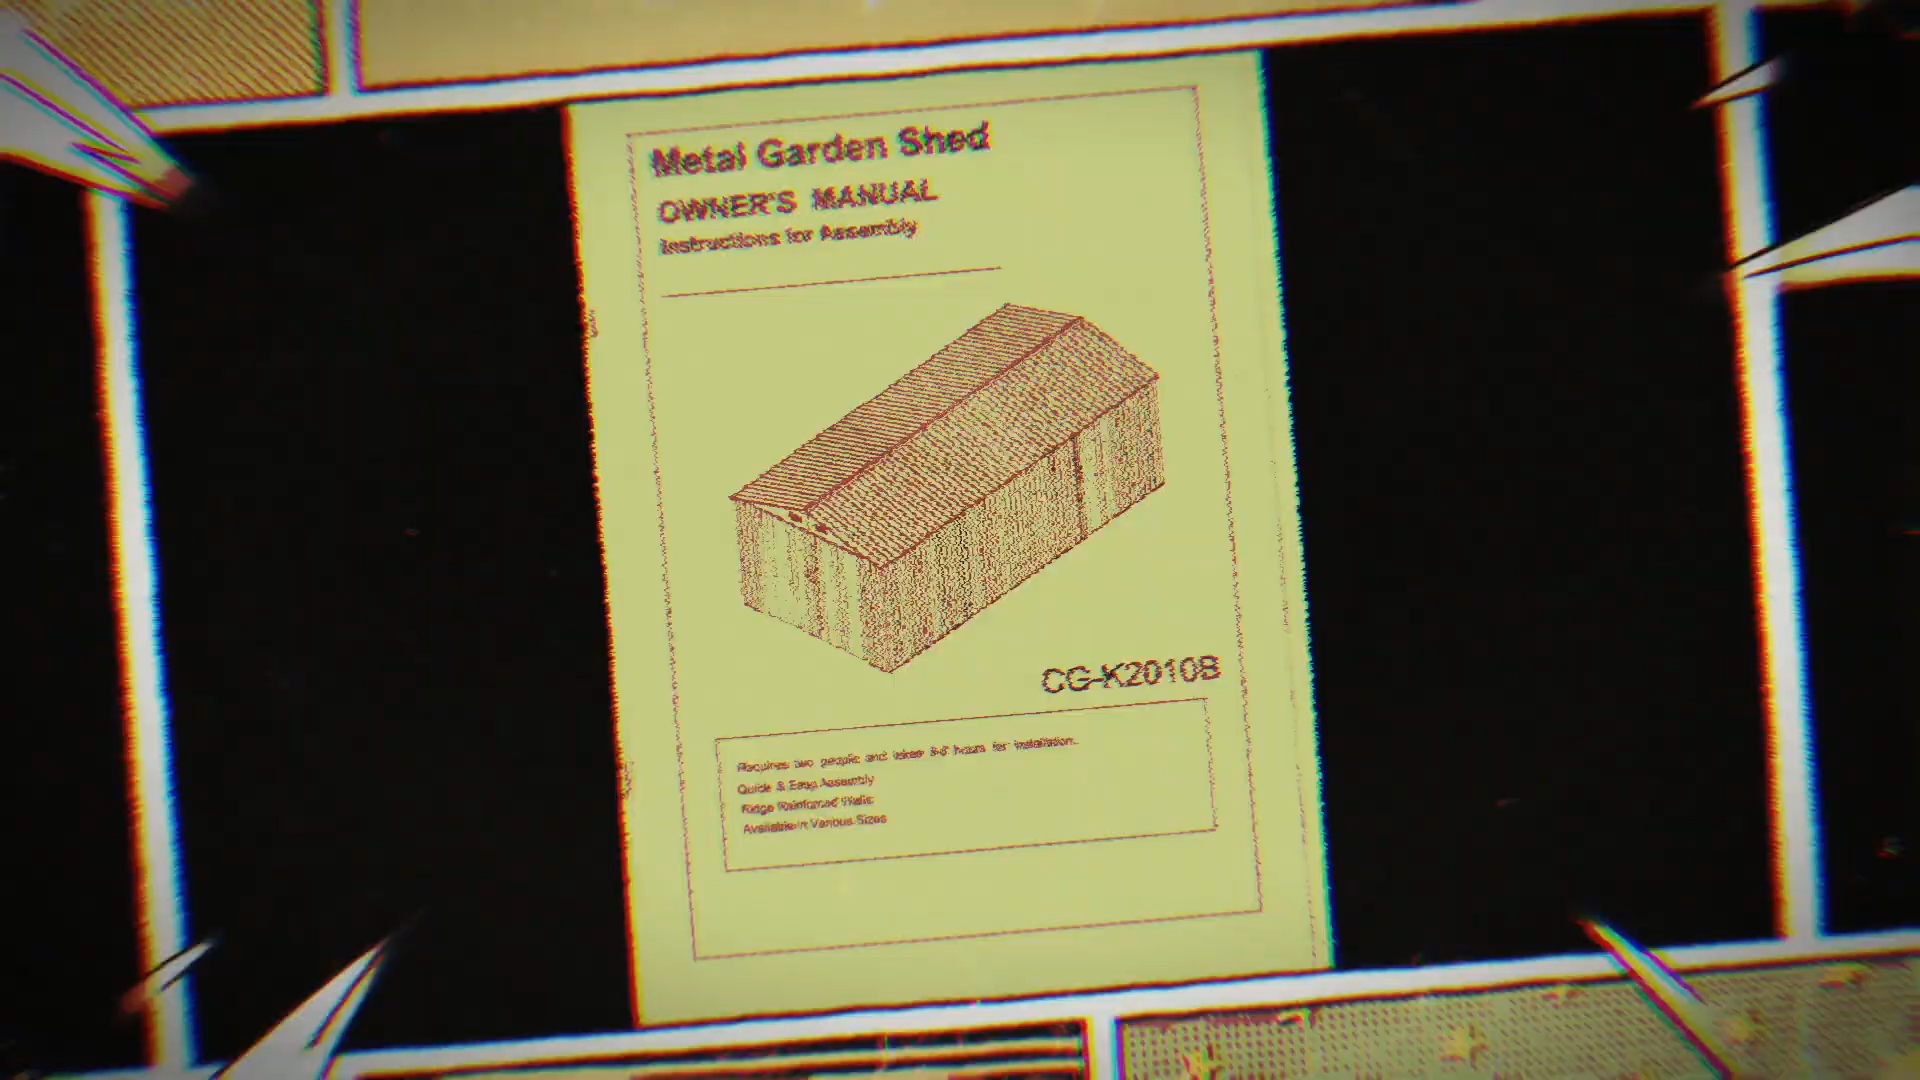 Metal Garden Shed
OWNER'S MANUAL
Instructions for Assembly
CG-K2010B
Requires two people and takes hours for installation.
Quick & Easy Assembly
Ridge Reinforced Walls
Available in Various Sizes